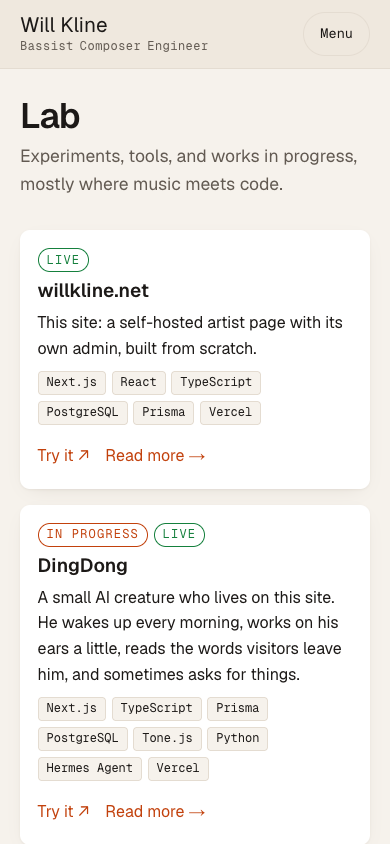 Will Kline
Bassist Composer Engineer
Menu
Lab
Experiments, tools, and works in progress,
mostly where music meets code.
LIVE
willkline.net
This site: a self-hosted artist page with its
own admin, built from scratch.
Next.js React TypeScript
PostgreSQL Prisma Vercel
Try it ↗ Read more →
IN PROGRESS LIVE
DingDong
A small AI creature who lives on this site.
He wakes up every morning, works on his
ears a little, reads the words visitors leave
him, and sometimes asks for things.
Next.js TypeScript Prisma
PostgreSQL Tone.js Python
Hermes Agent Vercel
Try it ↗ Read more →